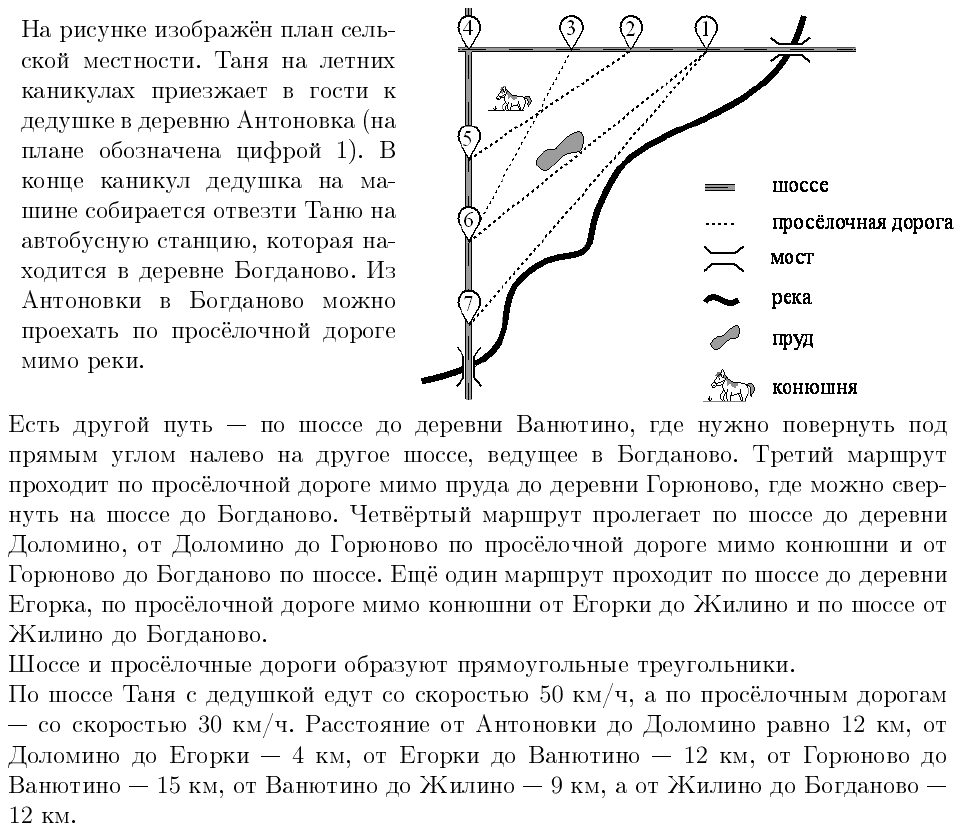 На рисунке изображён план сель-
ской местности. Таня на летних
каникулах приезжает в гости к
дедушке в деревню Антоновка (на
плане обозначена цифрой 1). В
конце каникул дедушка на ма-
шине собирается отвезти Таню на
автобусную станцию, которая на-
ходится в деревне Богданово. Из
Антоновки в Богданово можно
проехать по просёлочной дороге
мимо реки.
4 3 2 1
5
6
7
шоссе
просёлочная дорога
мост
река
пруд
конюшня
Есть другой путь — по шоссе до деревни Ванютино, где нужно повернуть под
прямым углом налево на другое шоссе, ведущее в Богданово. Третий маршрут
проходит по просёлочной дороге мимо пруда до деревни Горюново, где можно свер-
нуть на шоссе до Богданово. Четвёртый маршрут пролегает по шоссе до деревни
Доломино, от Доломино до Горюново по просёлочной дороге мимо конюшни и от
Горюново до Богданово по шоссе. Ещё один маршрут проходит по шоссе до деревни
Егорка, по просёлочной дороге мимо конюшни от Егорки до Жилино и по шоссе от
Жилино до Богданово.
Шоссе и просёлочные дороги образуют прямоугольные треугольники.
По шоссе Таня с дедушкой едут со скоростью 50 км/ч, а по просёлочным дорогам
— со скоростью 30 км/ч. Расстояние от Антоновки до Доломино равно 12 км, от
Доломино до Егорки — 4 км, от Егорки до Ванютино — 12 км, от Горюново до
Ванютино — 15 км, от Ванютино до Жилино — 9 км, а от Жилино до Богданово —
12 км.